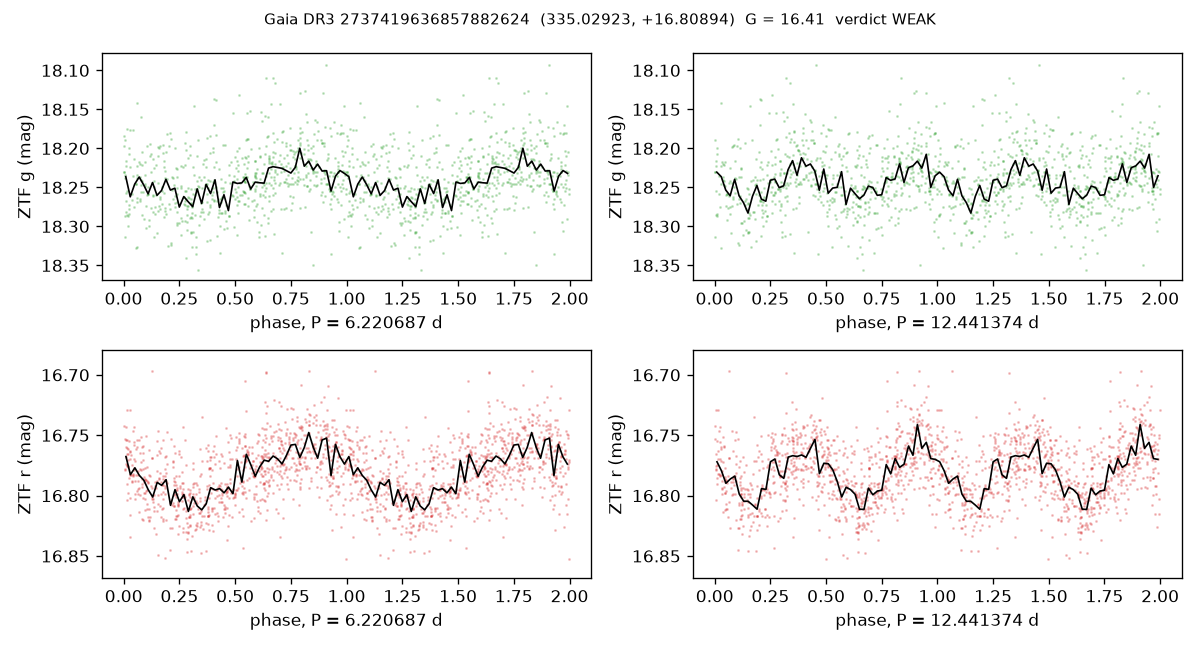 Gaia DR3 2737419636857882624 (335.02923, +16.80894) G = 16.41 verdict WEAK
ZTF g (mag)
18.10
18.15
18.20
18.25
18.30
18.35
0.00 0.25 0.50 0.75 1.00 1.25 1.50 1.75 2.00
phase, P = 6.220687 d
ZTF g (mag)
18.10
18.15
18.20
18.25
18.30
18.35
0.00 0.25 0.50 0.75 1.00 1.25 1.50 1.75 2.00
phase, P = 12.441374 d
ZTF r (mag)
16.70
16.75
16.80
16.85
0.00 0.25 0.50 0.75 1.00 1.25 1.50 1.75 2.00
phase, P = 6.220687 d
ZTF r (mag)
16.70
16.75
16.80
16.85
0.00 0.25 0.50 0.75 1.00 1.25 1.50 1.75 2.00
phase, P = 12.441374 d